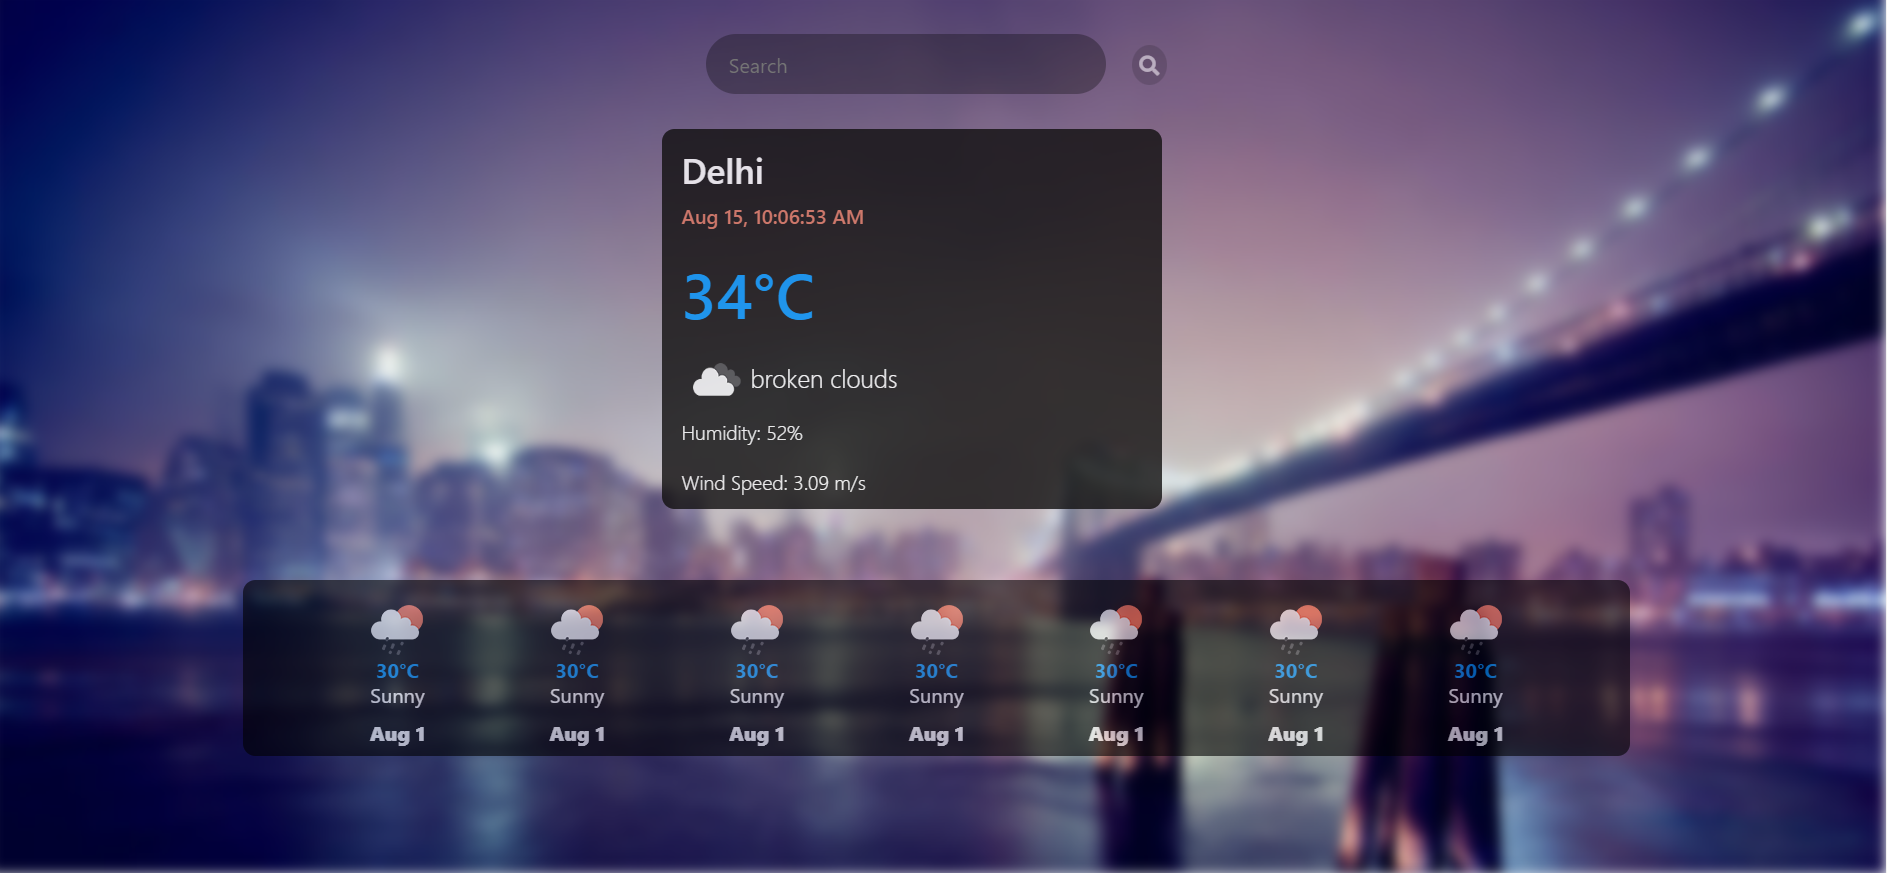 Search
Delhi
Aug 15, 10:06:53 AM
34°C
broken clouds
Humidity: 52%
Wind Speed: 3.09 m/s
30°C 30°C 30°C 30°C 30°C 30°C 30°C
Sunny Sunny Sunny Sunny Sunny Sunny Sunny
Aug 1 Aug 1 Aug 1 Aug 1 Aug 1 Aug 1 Aug 1